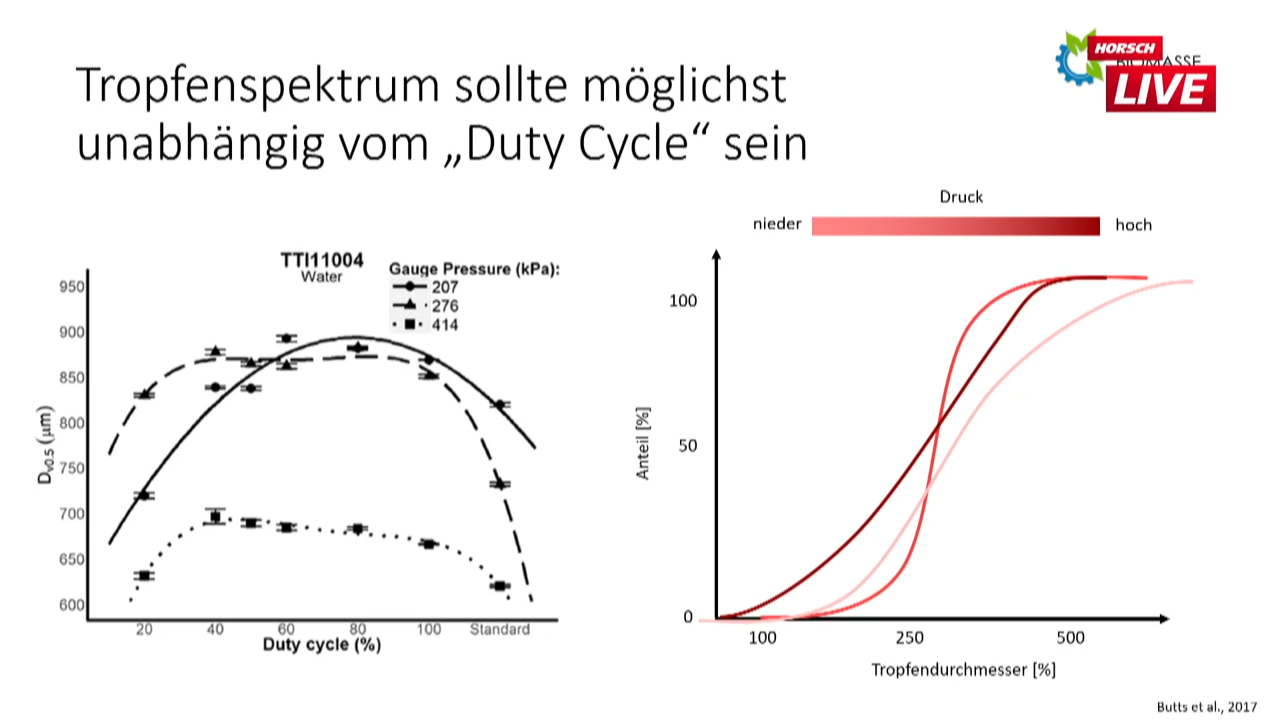 Tropfenspektrum sollte möglichst
unabhängig vom „Duty Cycle“ sein
HORSCH
LIVE
BIOMASSE
TTI11004
Water
Gauge Pressure (kPa):
207
276
414
950
900
850
800
750
700
650
600
Dv0.5 (µm)
20 40 60 80 100 Standard
Duty cycle (%)
Druck
nieder hoch
100
50
0
Anteil [%]
100 250 500
Tropfendurchmesser [%]
Butts et al., 2017